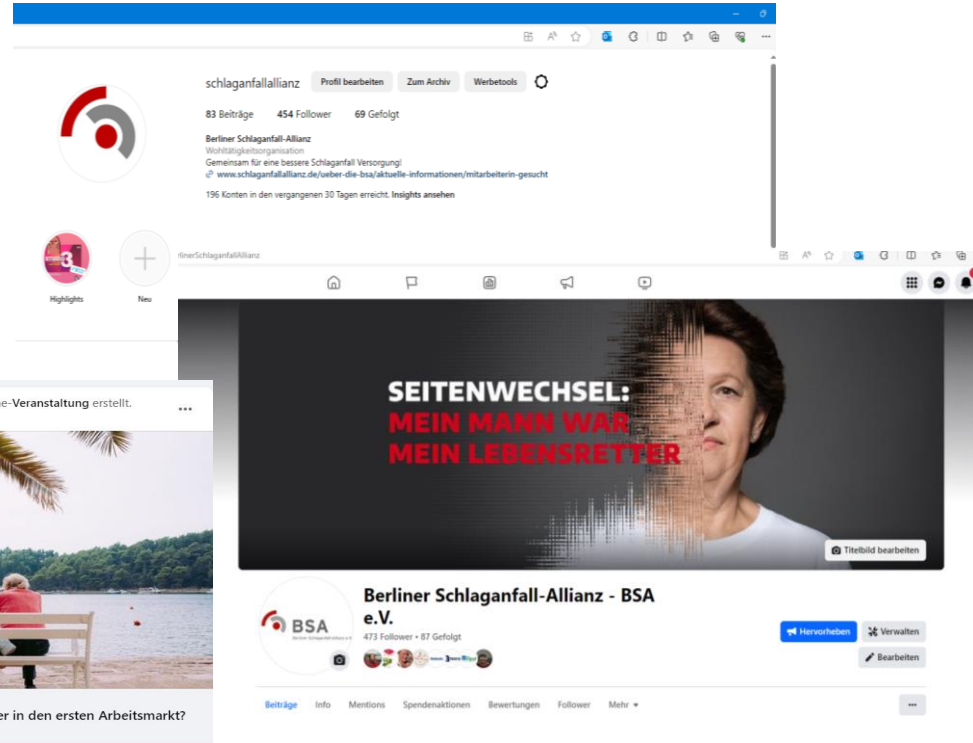 schlaganfallallianz Profil bearbeiten Zum Archiv Werbetools
83 Beiträge 454 Follower 69 Gefolgt
Berliner Schlaganfall-Allianz
Wohltätigkeitsorganisation
Gemeinsam für eine bessere Schlaganfall Versorgung!
www.schlaganfallallianz.de/ueber-die-bsa/aktuelle-informationen/mitarbeiterin-gesucht
196 Konten in den vergangenen 30 Tagen erreicht. Insights ansehen
3
Highlights Neu
rlinerSchlaganfallAllianz
SEITENWECHSEL:
MEIN MANN WAR
MEIN LEBENSRETTER
Titelbild bearbeiten
BSA
Berliner Schlaganfall-Allianz - BSA
e.V.
473 Follower • 87 Gefolgt
Hervorheben Verwalten
Bearbeiten
Beiträge Info Mentions Spendenaktionen Bewertungen Follower Mehr
ne-Veranstaltung erstellt.
er in den ersten Arbeitsmarkt?